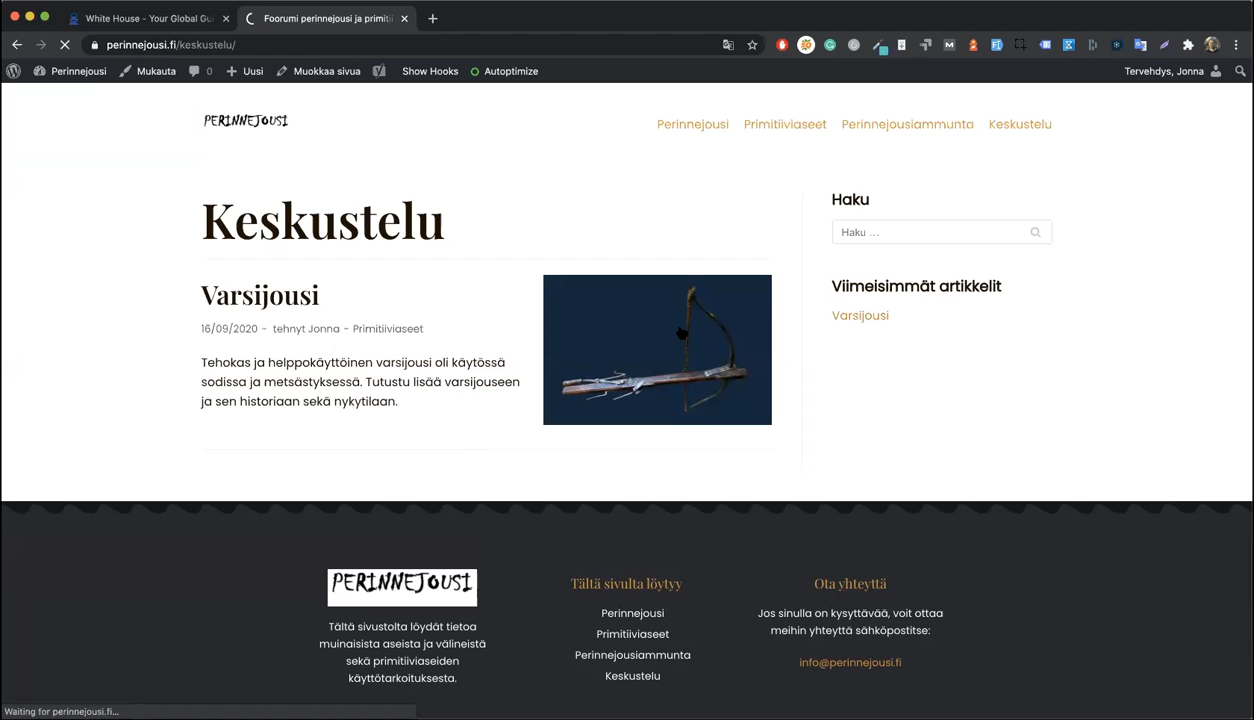 White House - Your Global Gu
Foorumi perinnejousi ja primiti
perinnejousi.fi/keskustelu/
Perinnejousi
Mukauta
0
Uusi
Muokkaa sivua
Show Hooks
Autoptimize
Tervehdys, Jonna
PERINNEJOUSI
Perinnejousi
Primitiiviaseet
Perinnejousiammunta
Keskustelu
Keskustelu
Varsijousi
16/09/2020 - tehnyt Jonna - Primitiiviaseet
Tehokas ja helppokäyttöinen varsijousi oli käytössä
sodissa ja metsästyksessä. Tutustu lisää varsijouseen
ja sen historiaan sekä nykytilaan.
Haku
Haku …
Viimeisimmät artikkelit
Varsijousi
PERINNEJOUSI
Tältä sivustolta löydät tietoa
muinaisista aseista ja välineistä
sekä primitiiviaseiden
käyttötarkoituksesta.
Tältä sivulta löytyy
Perinnejousi
Primitiiviaseet
Perinnejousiammunta
Keskustelu
Ota yhteyttä
Jos sinulla on kysyttävää, voit ottaa
meihin yhteyttä sähköpostitse:
info@perinnejousi.fi
Waiting for perinnejousi.fi...